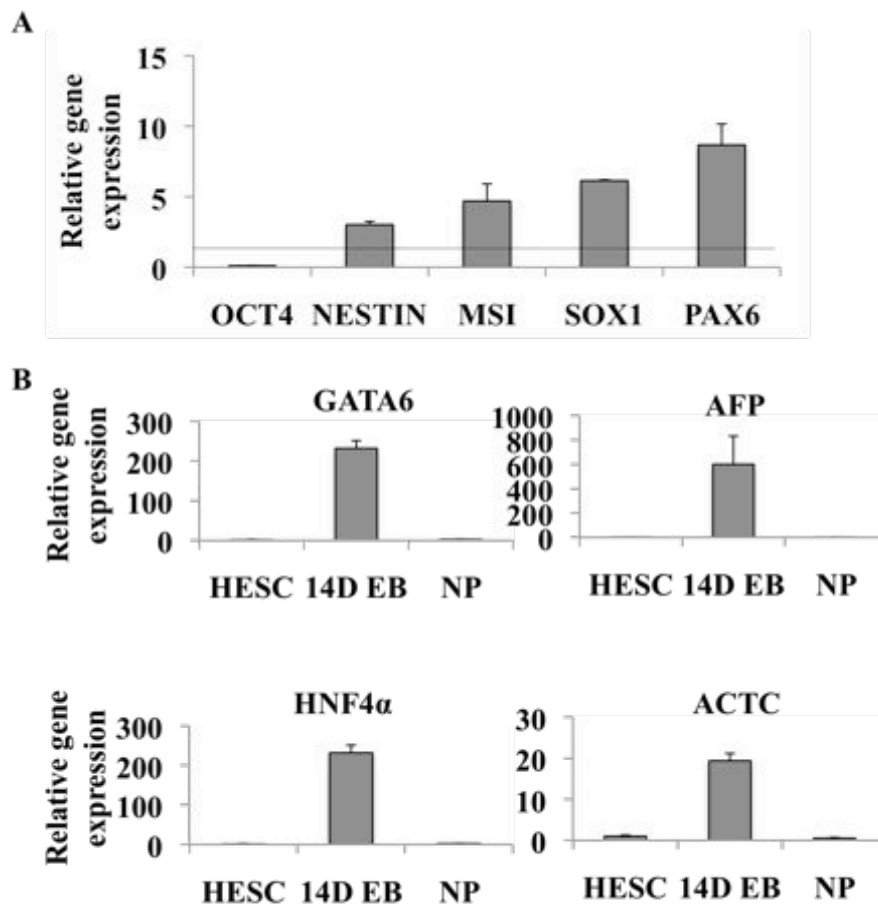 A
Relative gene
expression
15
10
5
0
OCT4 NESTIN MSI SOX1 PAX6
B
GATA6
Relative gene
expression
300
200
100
0
HESC 14D EB NP
AFP
1000
800
600
400
200
0
HESC 14D EB NP
HNF4α
Relative gene
expression
300
200
100
0
HESC 14D EB NP
ACTC
30
20
10
0
HESC 14D EB NP